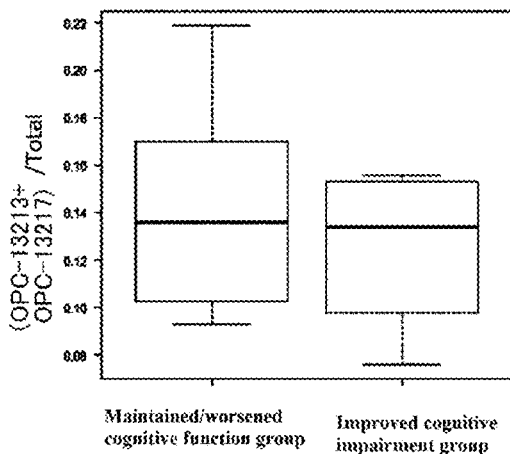 (OPC-13213+
OPC-13217) /Total
0.22
0.20
0.18
0.16
0.14
0.12
0.10
0.08
Maintained/worsened
cognitive function group
Improved cognitive
impairment group